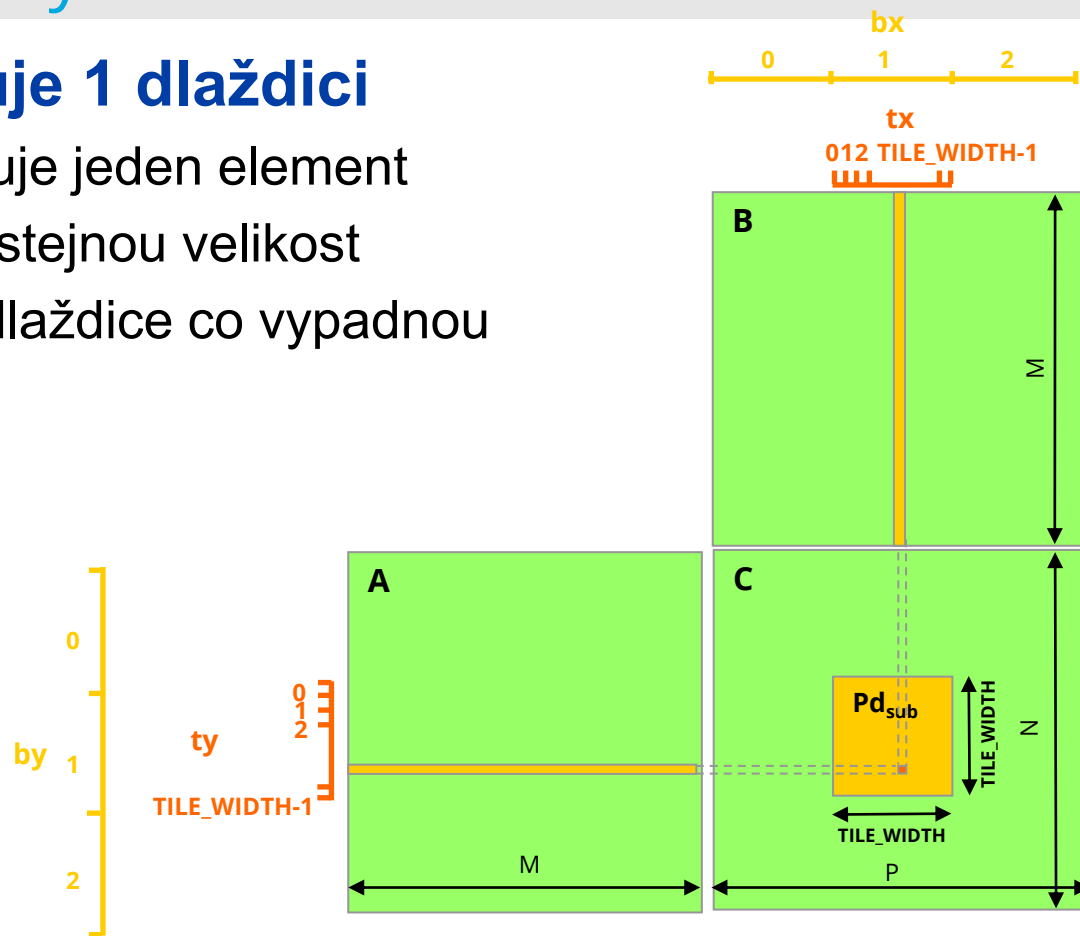 uje 1 dlaždici
uje jeden element
stejnou velikost
dlaždice co vypadnou
bx
0 1 2
tx
012 TILE_WIDTH-1
B
M
A
C
0
1
2
by
ty
0
1
2
TILE_WIDTH-1
Pdsub
TILE_WIDTH
N
TILE_WIDTH
M
P